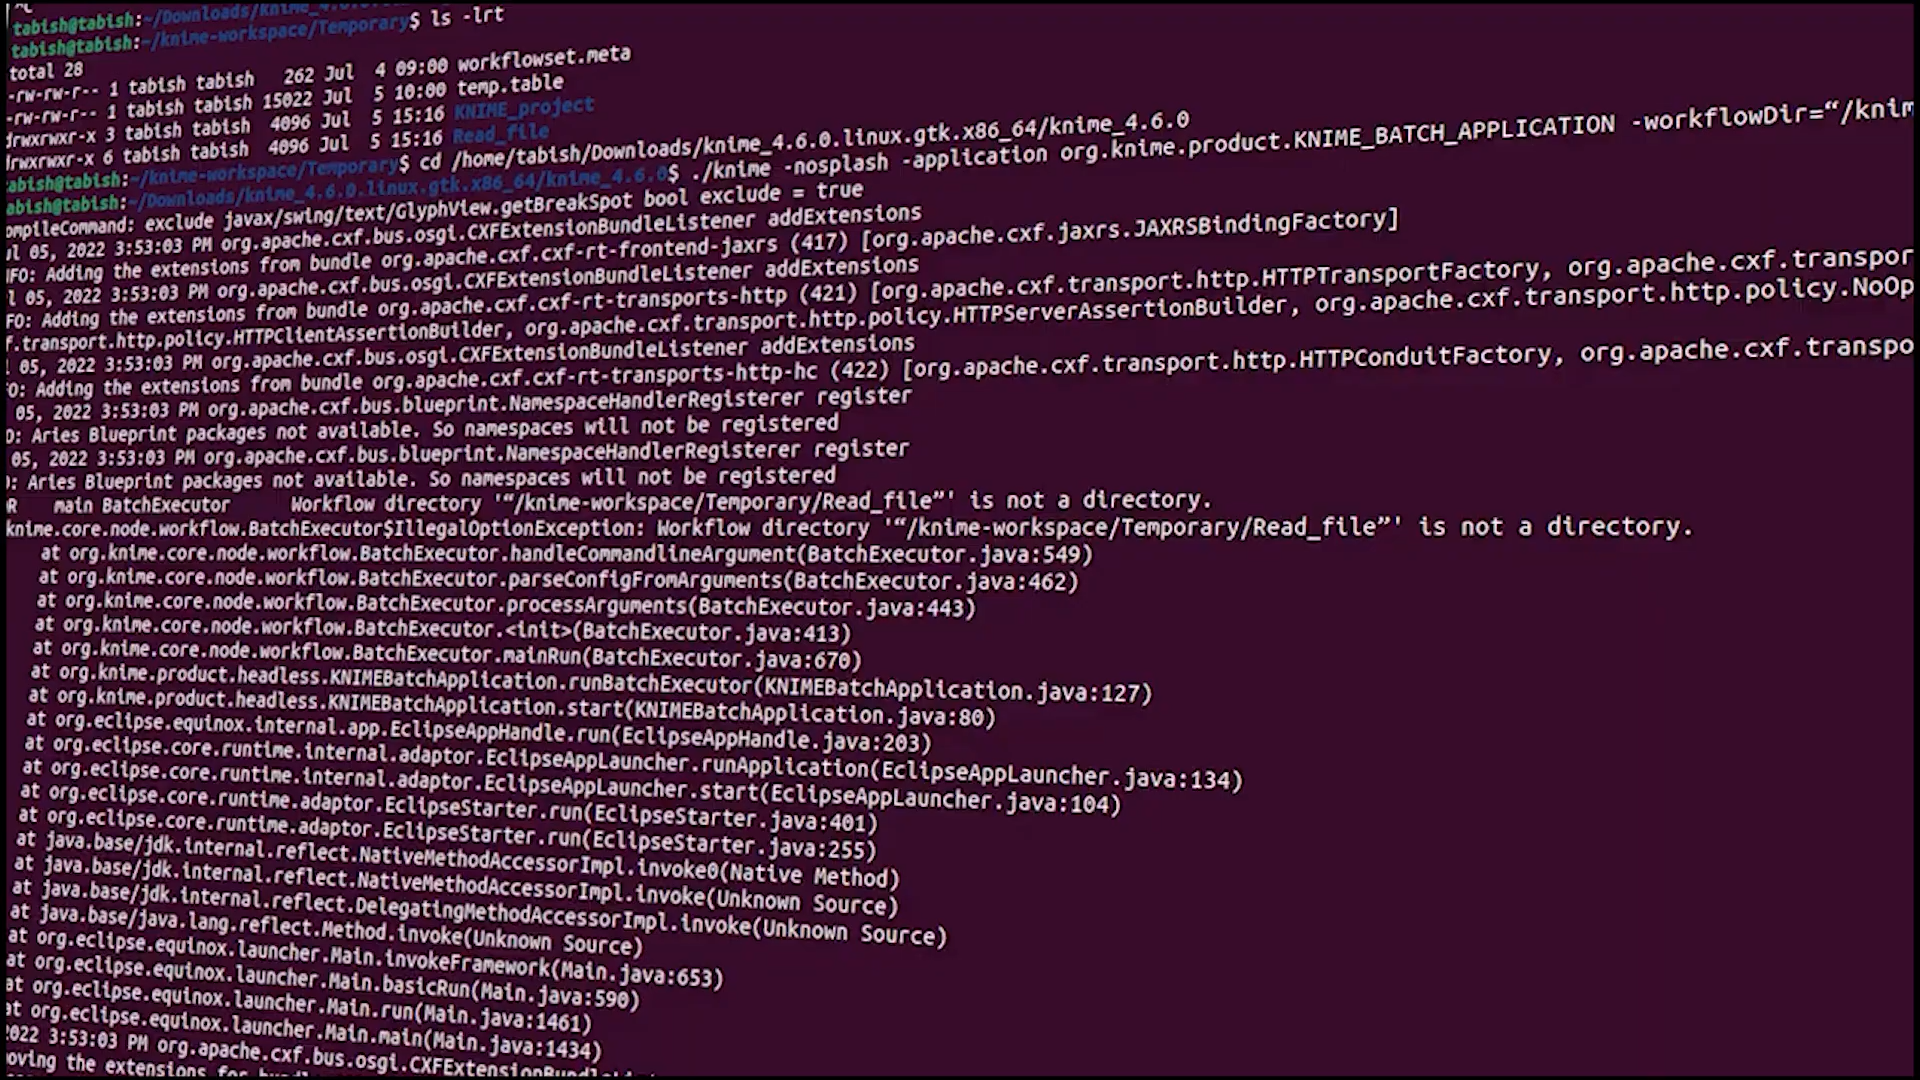 ^C
tabish@tabish:~/Downloads/knime_4.6.0.
tabish@tabish:~/knime-workspace/Temporary$ ls -lrt
total 28
-rw-rw-r-- 1 tabish tabish   262 Jul  4 09:00 workflowset.meta
-rw-rw-r-- 1 tabish tabish 15022 Jul  5 10:00 temp.table
drwxrwxr-x 3 tabish tabish  4096 Jul  5 15:16 KNIME_project
drwxrwxr-x 6 tabish tabish  4096 Jul  5 15:16 Read_file
abish@tabish:~/knime-workspace/Temporary$ cd /home/tabish/Downloads/knime_4.6.0.linux.gtk.x86_64/knime_4.6.0
abish@tabish:~/Downloads/knime_4.6.0.linux.gtk.x86_64/knime_4.6.0$ ./knime -nosplash -application org.knime.product.KNIME_BATCH_APPLICATION -workflowDir=“/knim
ompileCommand: exclude javax/swing/text/GlyphView.getBreakSpot bool exclude = true
ul 05, 2022 3:53:03 PM org.apache.cxf.bus.osgi.CXFExtensionBundleListener addExtensions
NFO: Adding the extensions from bundle org.apache.cxf.cxf-rt-frontend-jaxrs (417) [org.apache.cxf.jaxrs.JAXRSBindingFactory]
l 05, 2022 3:53:03 PM org.apache.cxf.bus.osgi.CXFExtensionBundleListener addExtensions
FO: Adding the extensions from bundle org.apache.cxf.cxf-rt-transports-http (421) [org.apache.cxf.transport.http.HTTPTransportFactory, org.apache.cxf.transpor
f.transport.http.policy.HTTPClientAssertionBuilder, org.apache.cxf.transport.http.policy.HTTPServerAssertionBuilder, org.apache.cxf.transport.http.policy.NoOp
l 05, 2022 3:53:03 PM org.apache.cxf.bus.osgi.CXFExtensionBundleListener addExtensions
O: Adding the extensions from bundle org.apache.cxf.cxf-rt-transports-http-hc (422) [org.apache.cxf.transport.http.HTTPConduitFactory, org.apache.cxf.transpo
05, 2022 3:53:03 PM org.apache.cxf.bus.blueprint.NamespaceHandlerRegisterer register
O: Aries Blueprint packages not available. So namespaces will not be registered
05, 2022 3:53:03 PM org.apache.cxf.bus.blueprint.NamespaceHandlerRegisterer register
: Aries Blueprint packages not available. So namespaces will not be registered
R    main BatchExecutor      Workflow directory '“/knime-workspace/Temporary/Read_file”' is not a directory.
knime.core.node.workflow.BatchExecutor$IllegalOptionException: Workflow directory '“/knime-workspace/Temporary/Read_file”' is not a directory.
at org.knime.core.node.workflow.BatchExecutor.handleCommandlineArgument(BatchExecutor.java:549)
at org.knime.core.node.workflow.BatchExecutor.parseConfigFromArguments(BatchExecutor.java:462)
at org.knime.core.node.workflow.BatchExecutor.processArguments(BatchExecutor.java:443)
at org.knime.core.node.workflow.BatchExecutor.<init>(BatchExecutor.java:413)
at org.knime.core.node.workflow.BatchExecutor.mainRun(BatchExecutor.java:670)
at org.knime.product.headless.KNIMEBatchApplication.runBatchExecutor(KNIMEBatchApplication.java:127)
at org.knime.product.headless.KNIMEBatchApplication.start(KNIMEBatchApplication.java:80)
at org.eclipse.equinox.internal.app.EclipseAppHandle.run(EclipseAppHandle.java:203)
at org.eclipse.core.runtime.internal.adaptor.EclipseAppLauncher.runApplication(EclipseAppLauncher.java:134)
at org.eclipse.core.runtime.internal.adaptor.EclipseAppLauncher.start(EclipseAppLauncher.java:104)
at org.eclipse.core.runtime.adaptor.EclipseStarter.run(EclipseStarter.java:401)
at org.eclipse.core.runtime.adaptor.EclipseStarter.run(EclipseStarter.java:255)
at java.base/jdk.internal.reflect.NativeMethodAccessorImpl.invoke0(Native Method)
at java.base/jdk.internal.reflect.NativeMethodAccessorImpl.invoke(Unknown Source)
at java.base/jdk.internal.reflect.DelegatingMethodAccessorImpl.invoke(Unknown Source)
at java.base/java.lang.reflect.Method.invoke(Unknown Source)
at org.eclipse.equinox.launcher.Main.invokeFramework(Main.java:653)
at org.eclipse.equinox.launcher.Main.basicRun(Main.java:590)
at org.eclipse.equinox.launcher.Main.run(Main.java:1461)
at org.eclipse.equinox.launcher.Main.main(Main.java:1434)
2022 3:53:03 PM org.apache.cxf.bus.osgi.CXFExtensionBundleLi
oving the extensions for